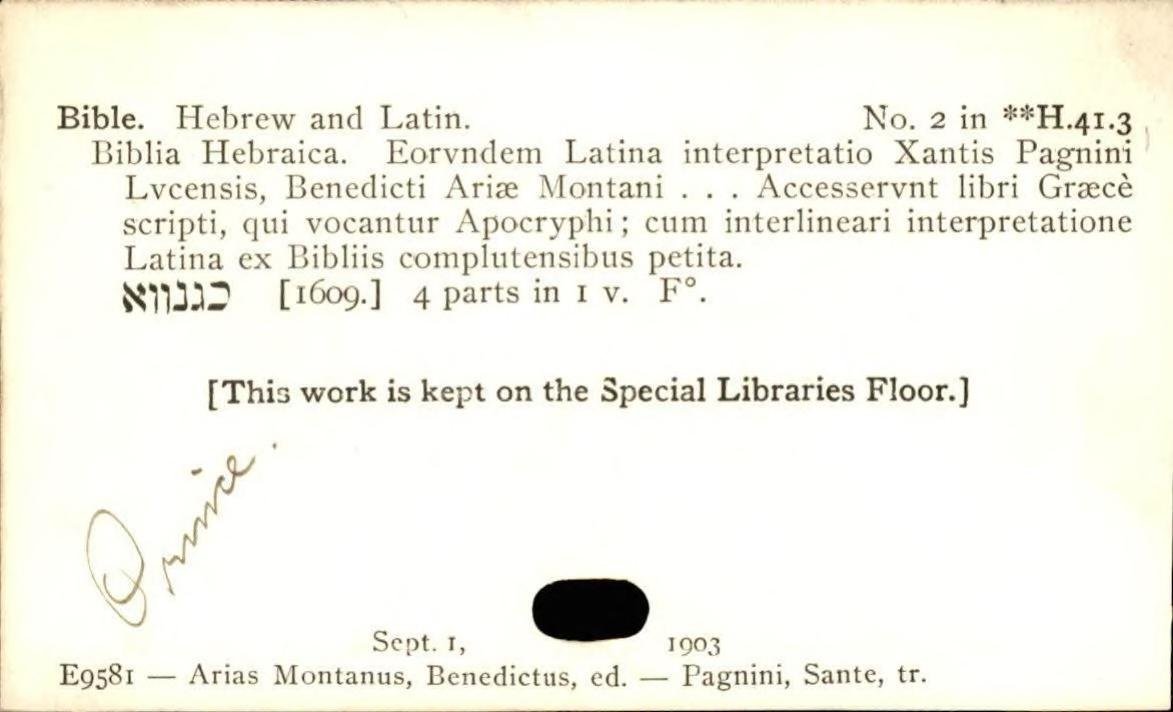 Bible. Hebrew and Latin. No. 2 in **H.41.3
Biblia Hebraica. Eorvndem Latina interpretatio Xantis Pagnini
Lvcensis, Benedicti Ariæ Montani . . . Accesservnt libri Græcè
scripti, qui vocantur Apocryphi; cum interlineari interpretatione
Latina ex Bibliis complutensibus petita.
כגנווא [1609.] 4 parts in 1 v. F°.
[This work is kept on the Special Libraries Floor.]
Prince.
Sept. 1, 1903
E9581 — Arias Montanus, Benedictus, ed. — Pagnini, Sante, tr.